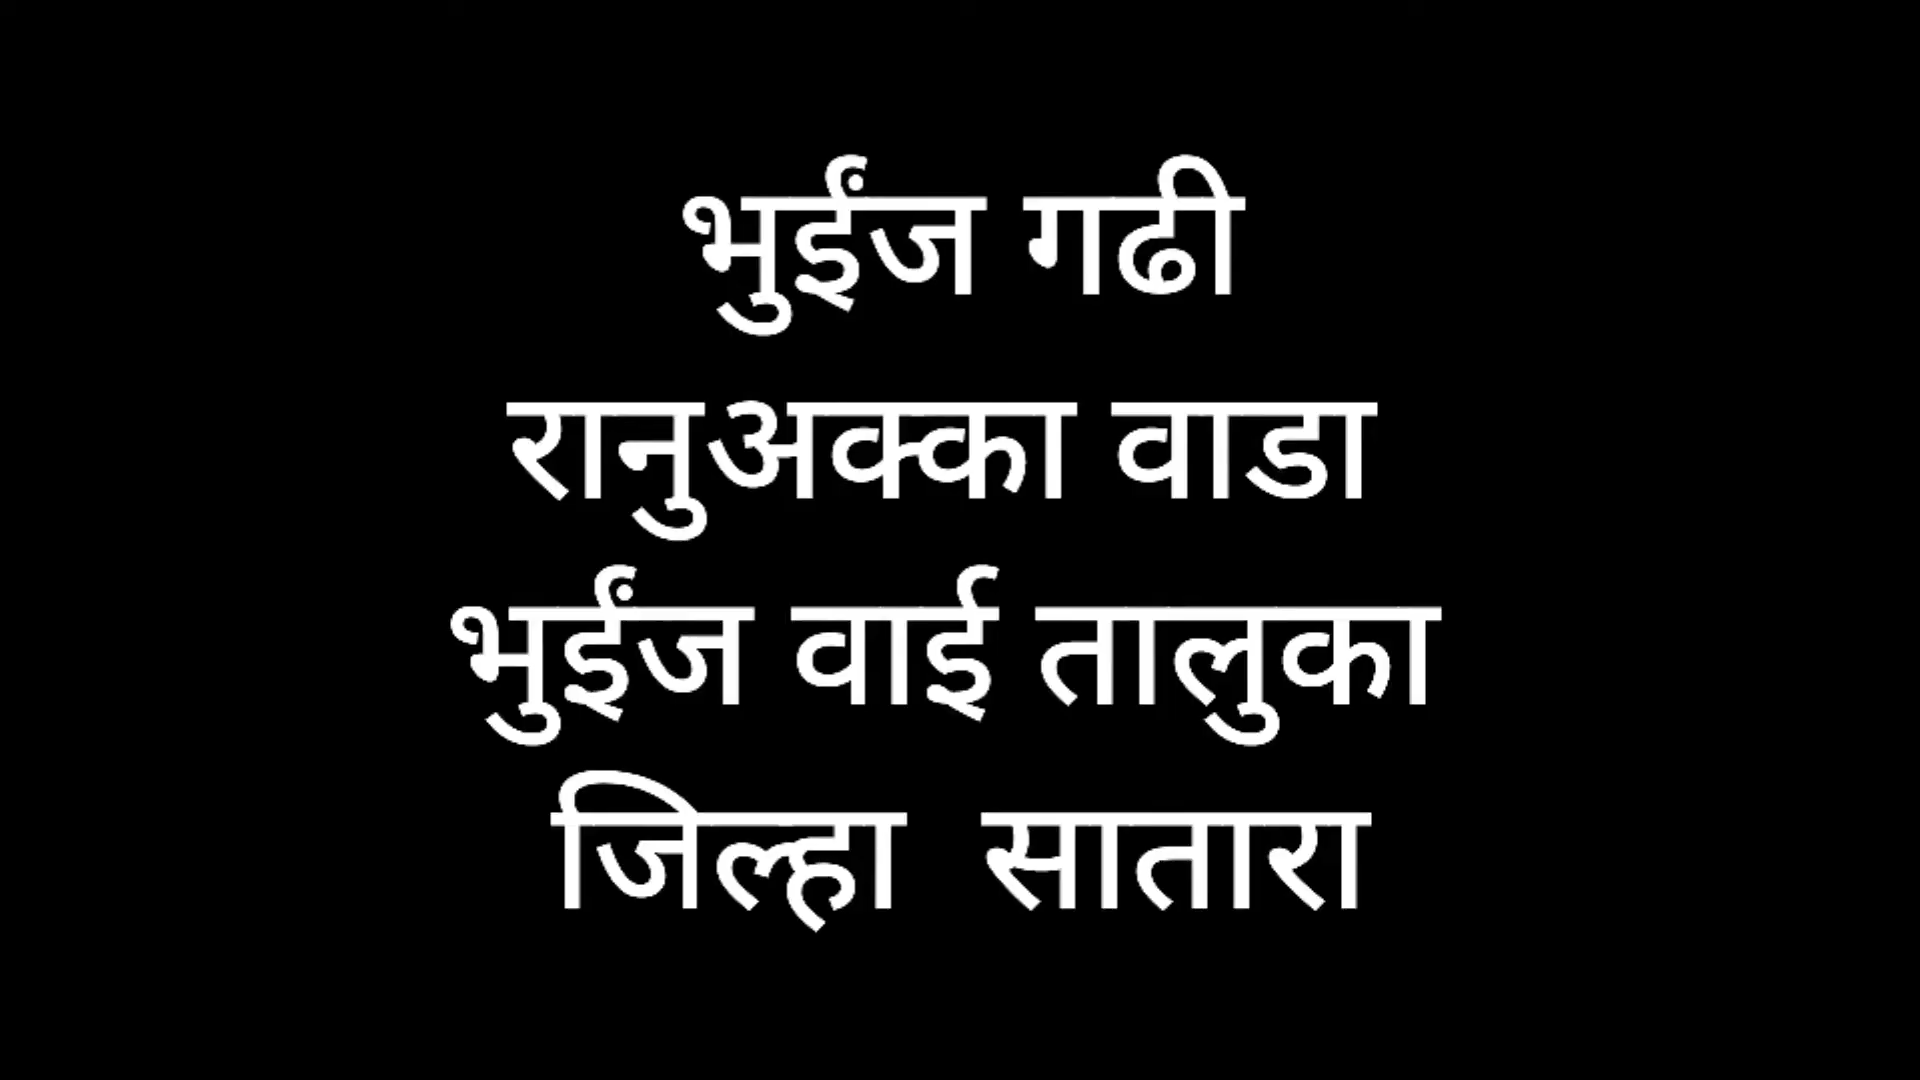 भुईंज गढी
रानुअक्का वाडा
भुईंज वाई तालुका
जिल्हा सातारा